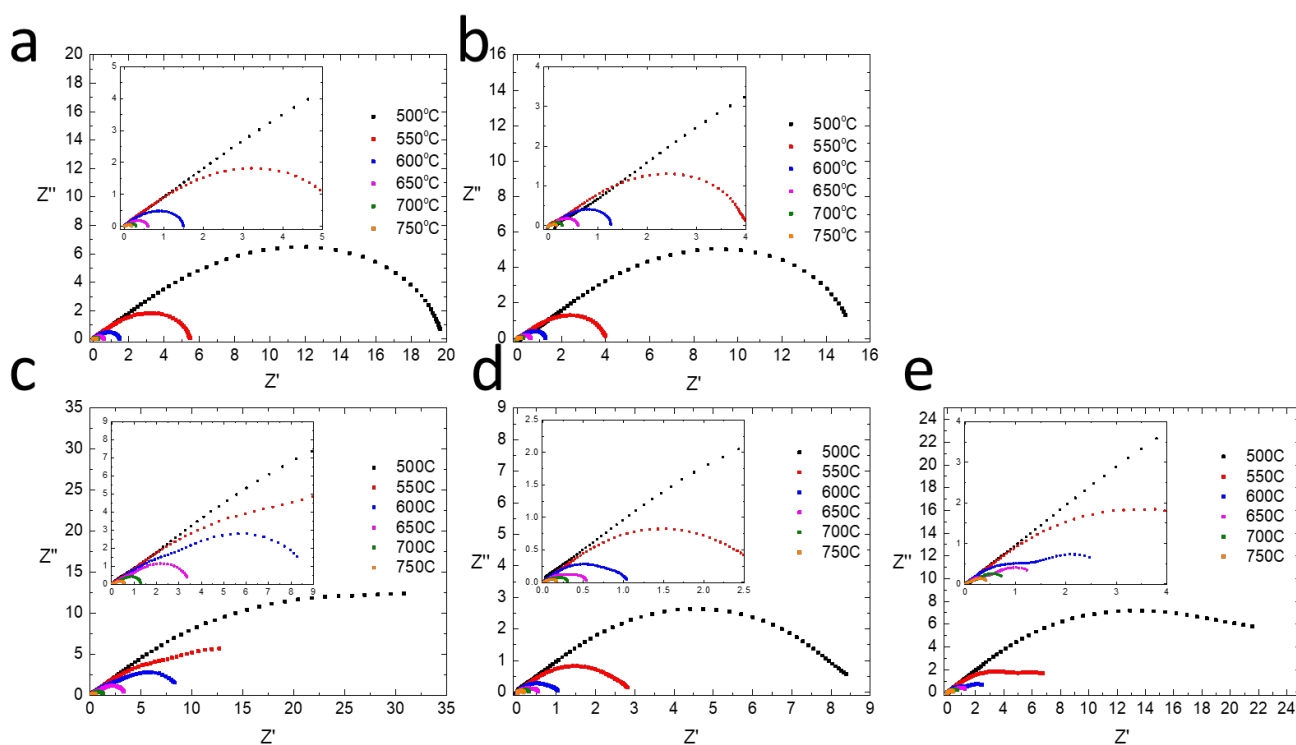 a
20
18
16
14
12
10
8
6
4
2
0
Z''
0 2 4 6 8 10 12 14 16 18 20
Z'
5
4
3
2
1
0
0 1 2 3 4 5
500°C
550°C
600°C
650°C
700°C
750°C
b
16
14
12
10
8
6
4
2
0
Z''
0 2 4 6 8 10 12 14 16
Z'
4
3
2
1
0
0 1 2 3 4
500°C
550°C
600°C
650°C
700°C
750°C
c
35
30
25
20
15
10
5
0
Z''
0 5 10 15 20 25 30 35
Z'
9
8
7
6
5
4
3
2
1
0
0 1 2 3 4 5 6 7 8 9
500C
550C
600C
650C
700C
750C
d
9
8
7
6
5
4
3
2
1
0
Z''
0 1 2 3 4 5 6 7 8 9
Z'
2.5
2.0
1.5
1.0
0.5
0.0
0.0 0.5 1.0 1.5 2.0 2.5
500C
550C
600C
650C
700C
750C
e
24
22
20
18
16
14
12
10
8
6
4
2
0
Z''
0 2 4 6 8 10 12 14 16 18 20 22 24
Z'
4
3
2
1
0
0 1 2 3 4
500C
550C
600C
650C
700C
750C